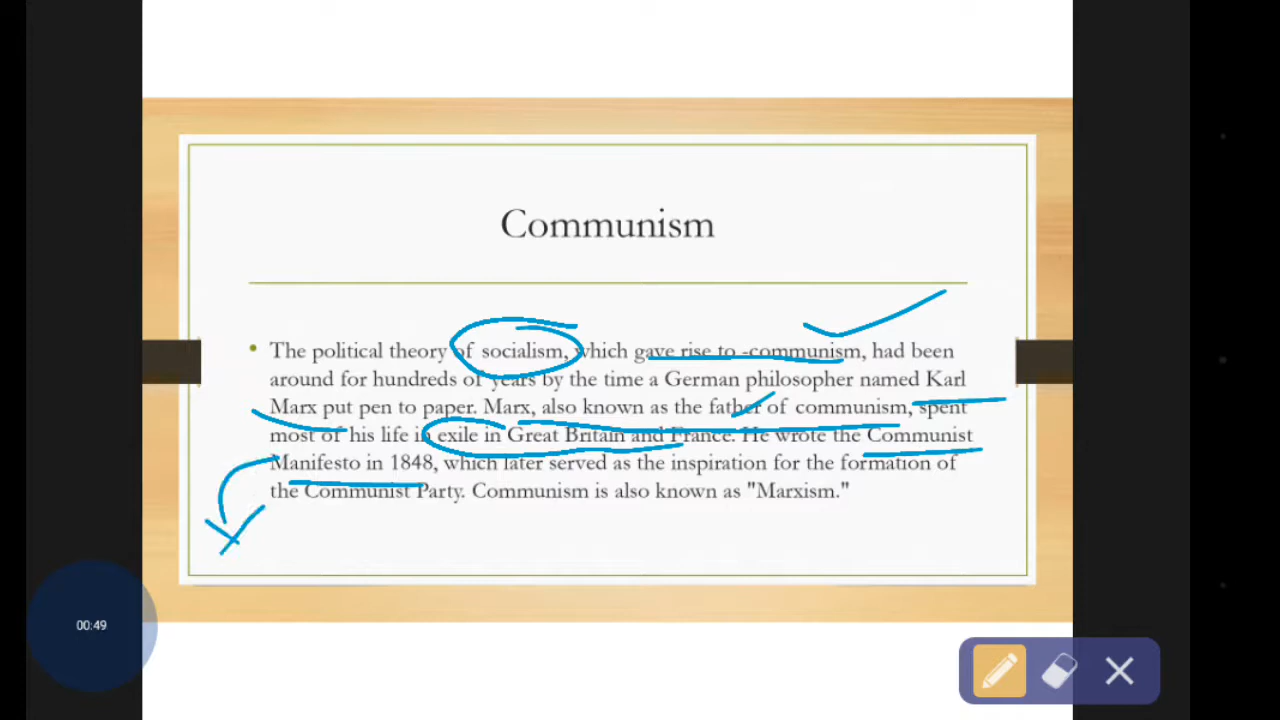 Communism
• The political theory of socialism, which gave rise to -communism, had been
around for hundreds of years by the time a German philosopher named Karl
Marx put pen to paper. Marx, also known as the father of communism, spent
most of his life in exile in Great Britain and France. He wrote the Communist
Manifesto in 1848, which later served as the inspiration for the formation of
the Communist Party. Communism is also known as "Marxism."
00:49